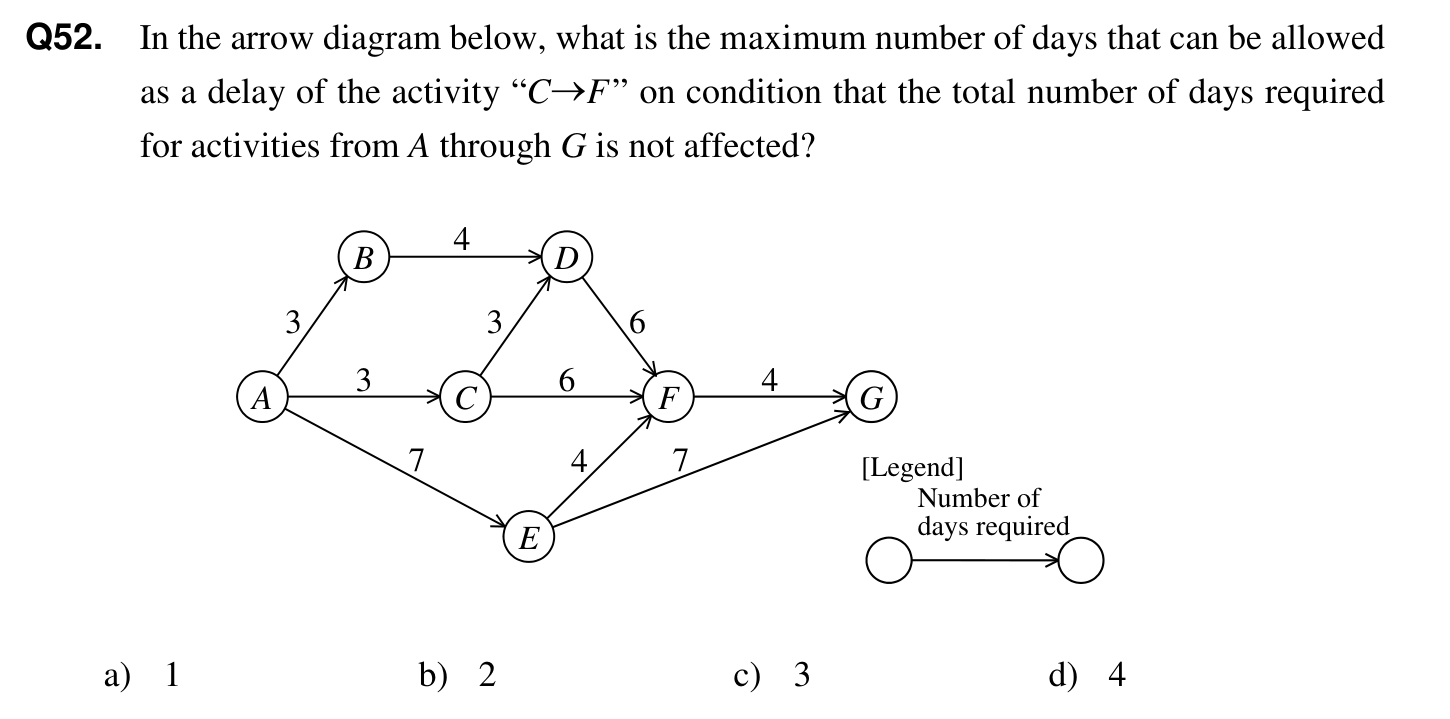 Q52. In the arrow diagram below, what is the maximum number of days that can be allowed
as a delay of the activity “C→F” on condition that the total number of days required
for activities from A through G is not affected?
B 4 D
3 3 6
A 3 C 6 F 4 G
7 4 7
[Legend]
Number of
days required
E
a) 1 b) 2 c) 3 d) 4